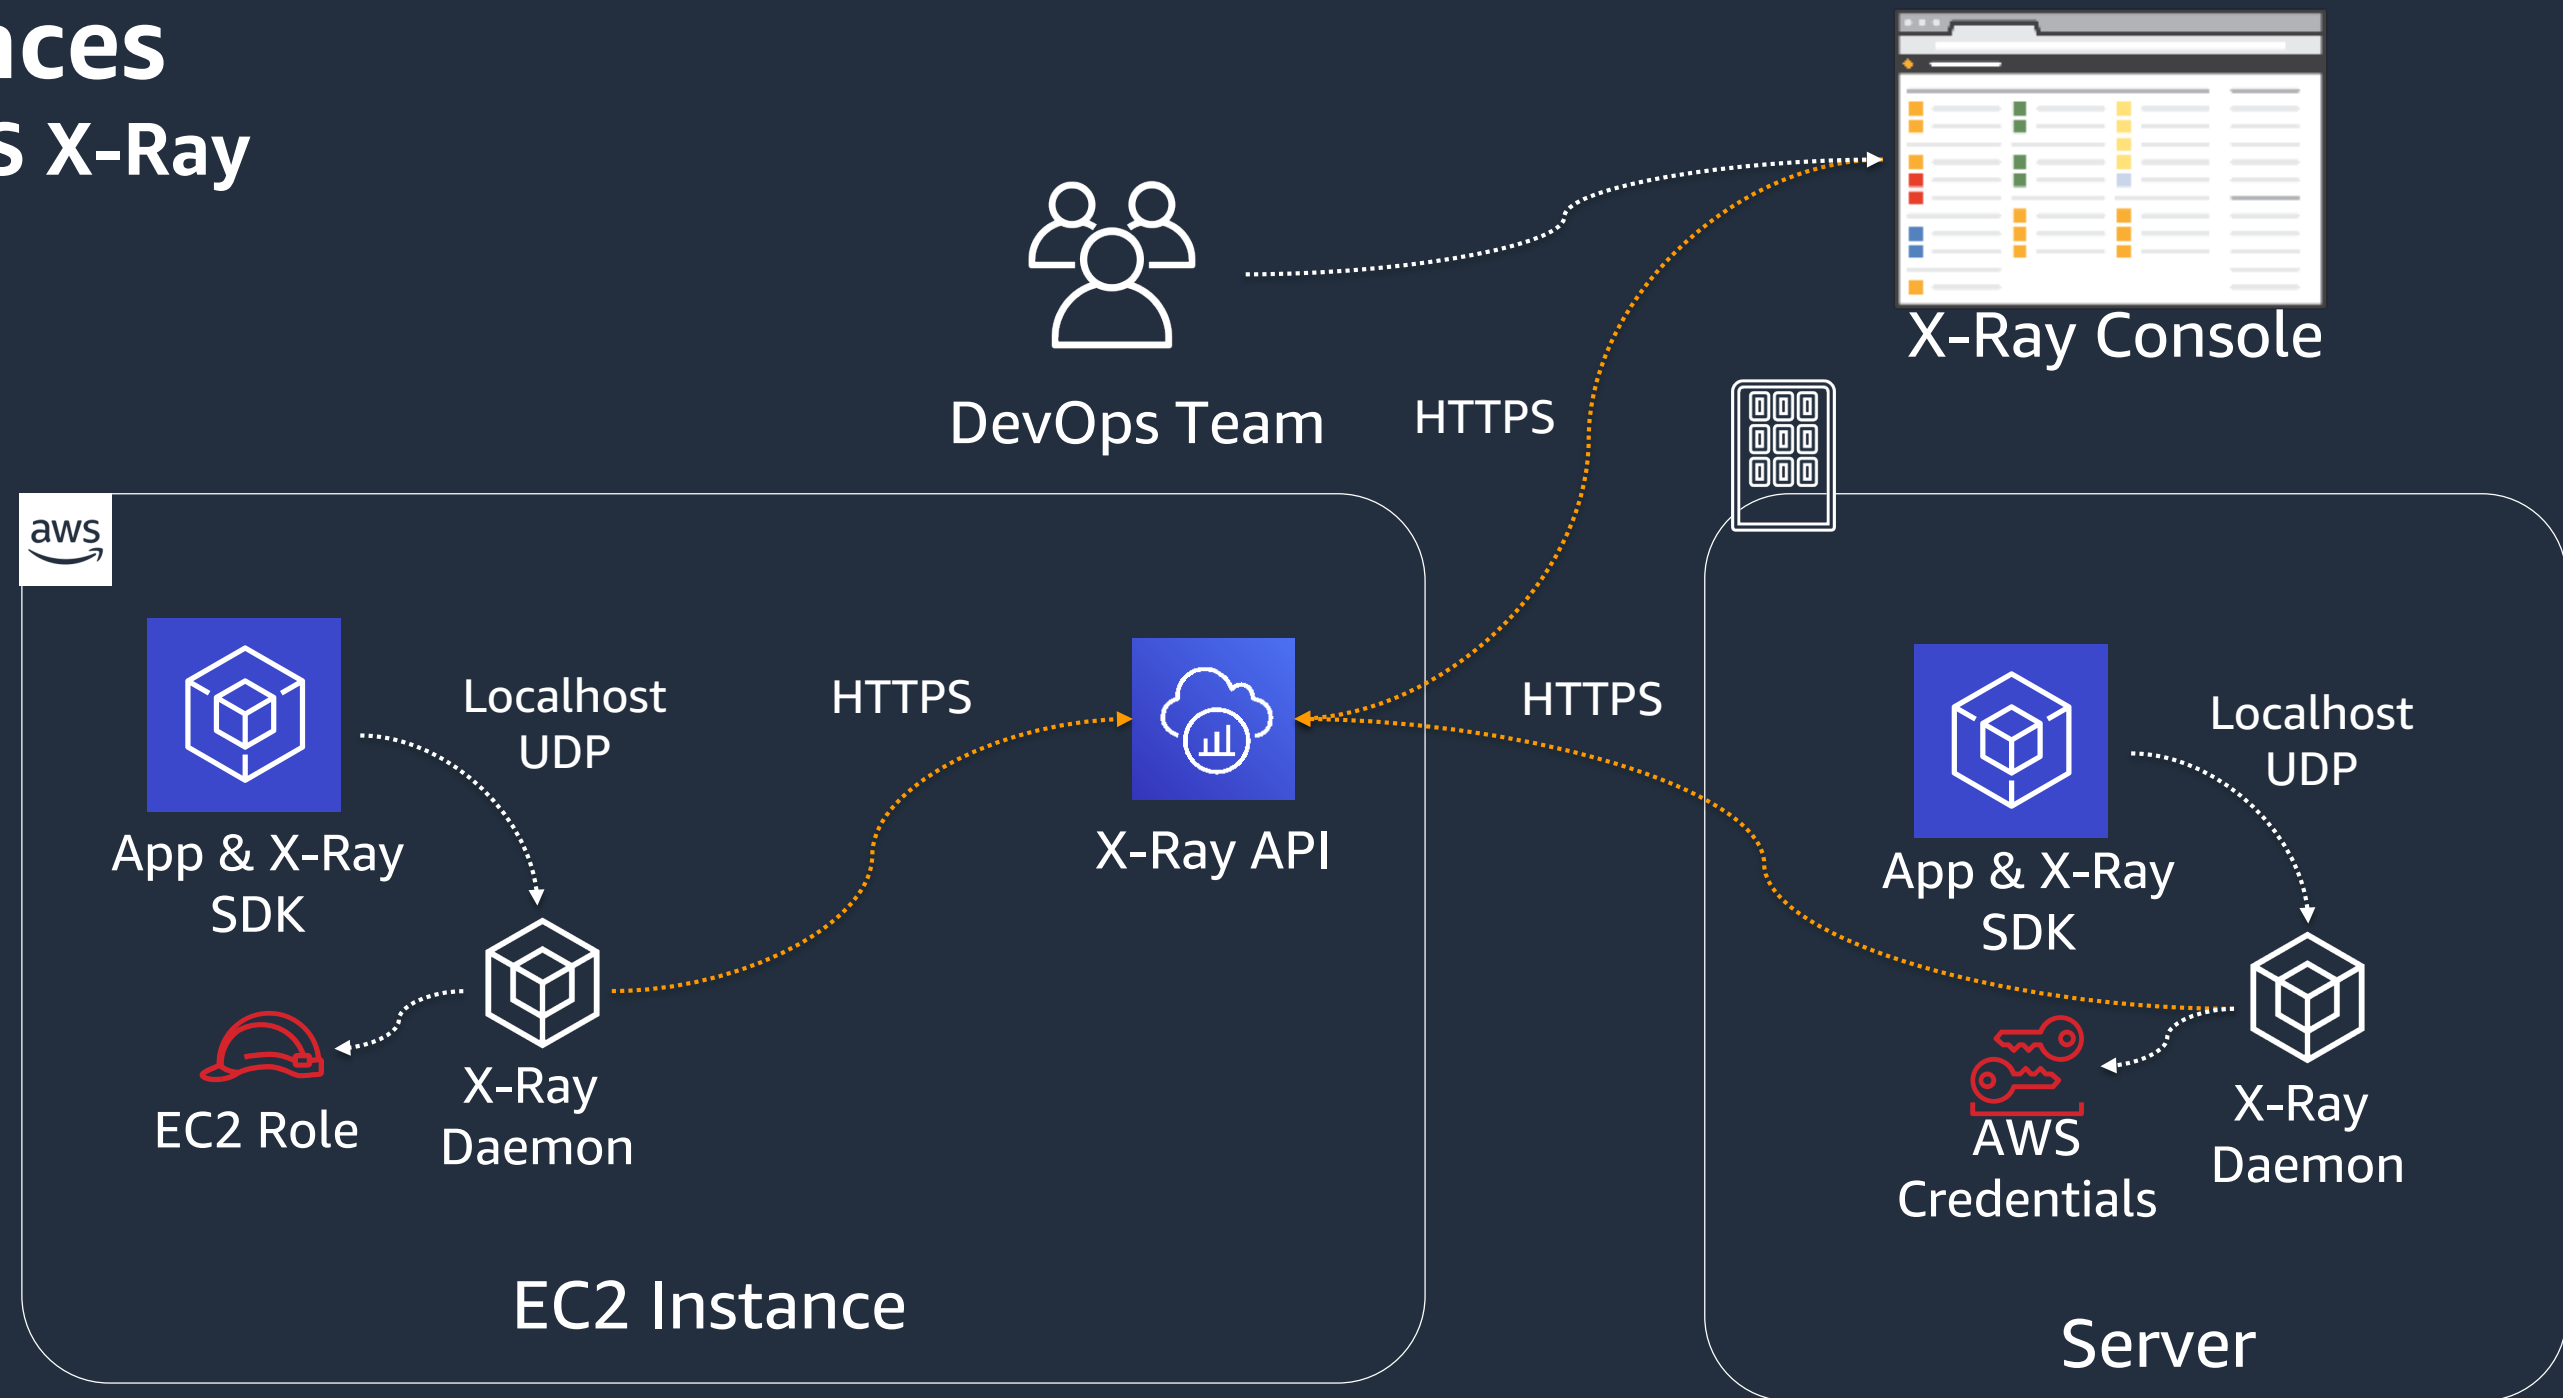 nces
S X-Ray
X-Ray Console
DevOps Team
HTTPS
aws
Localhost
UDP
HTTPS
HTTPS
Localhost
UDP
App & X-Ray
SDK
X-Ray API
App & X-Ray
SDK
EC2 Role
X-Ray
Daemon
AWS
Credentials
X-Ray
Daemon
EC2 Instance
Server